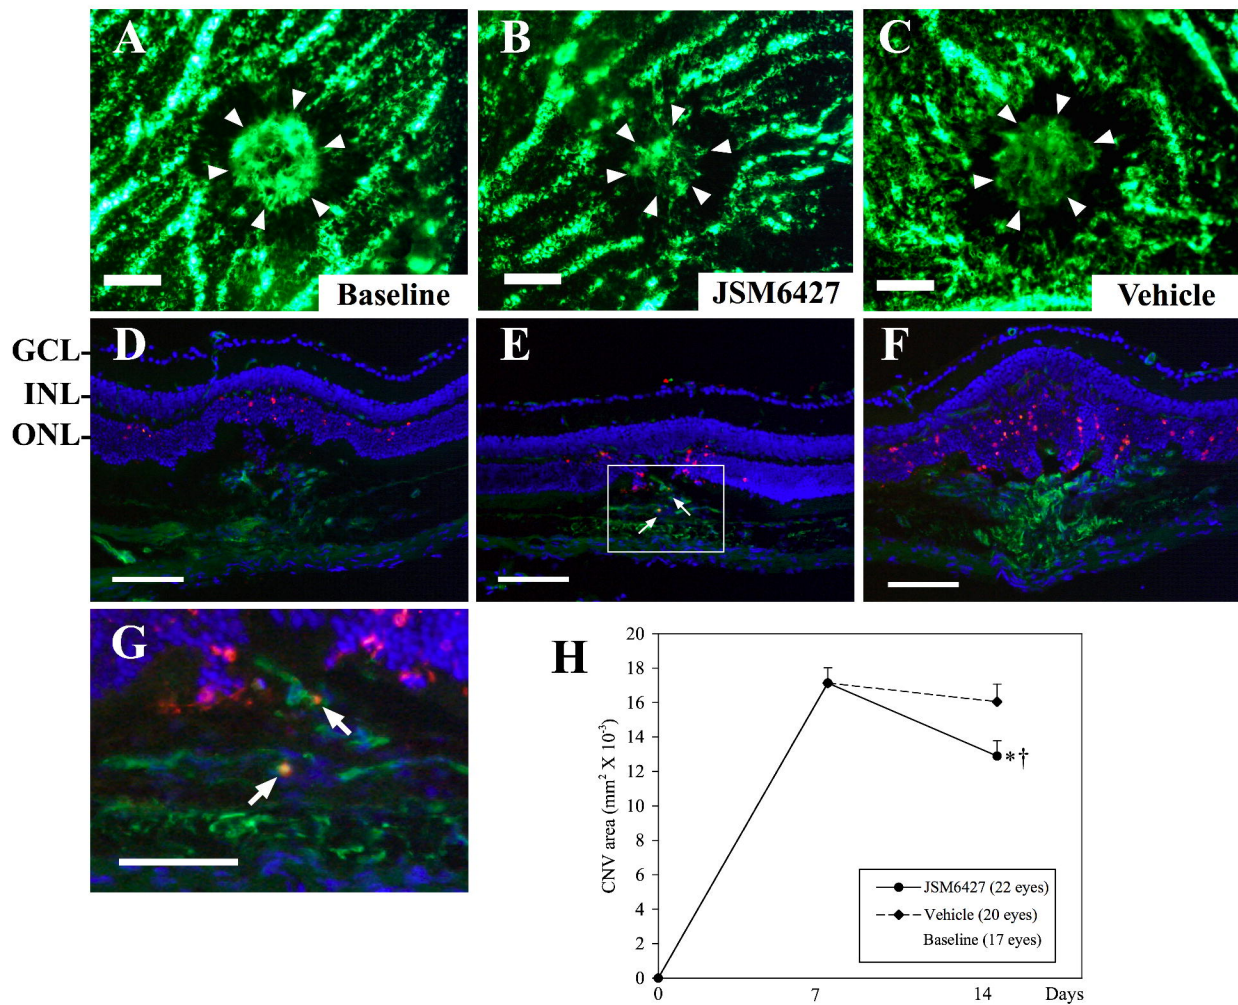 A
B
C
Baseline
JSM6427
Vehicle
GCL
INL
ONL
D
E
F
G
H
20
18
16
14
12
10
8
6
4
2
0
CNV area (mm² X 10⁻³)
*†
JSM6427 (22 eyes)
Vehicle (20 eyes)
Baseline (17 eyes)
0 7 14 Days